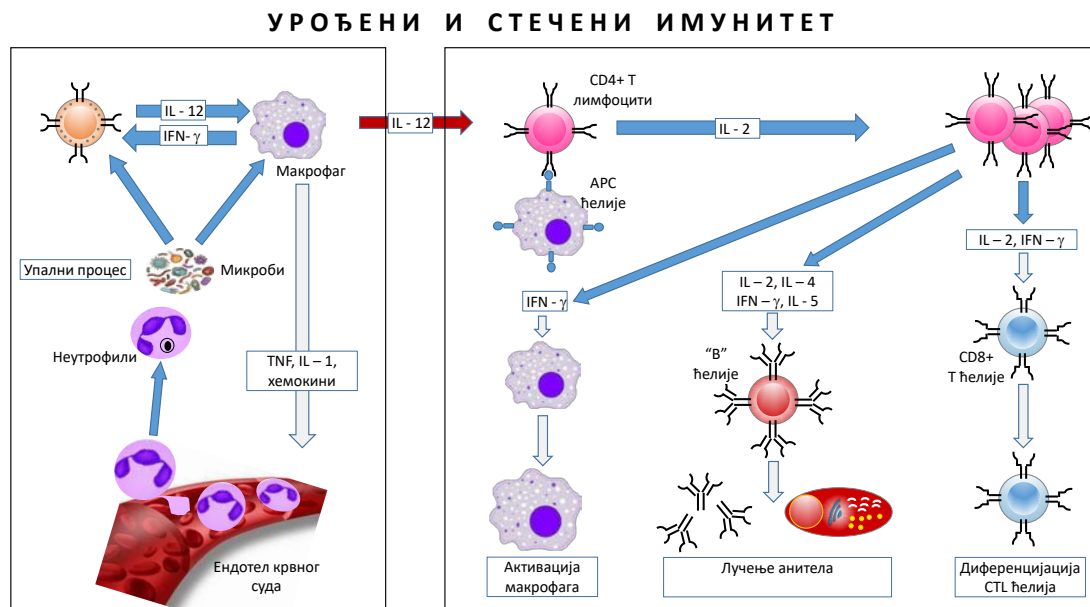 УРОЂЕНИ И СТЕЧЕНИ ИМУНИТЕТ
IL - 12
IFN- γ
Макрофаг
Упални процес
Микроби
Неутрофили
TNF, IL – 1,
хемокини
Ендотел крвног
суда
IL - 12
CD4+ T
лимфоцити
IL - 2
APC
ћелије
IFN - γ
IL – 2, IL – 4
IFN – γ, IL - 5
IL – 2, IFN – γ
“B”
ћелије
CD8+
T ћелије
Активација
макрофага
Лучење анитела
Диференцијација
CTL ћелија